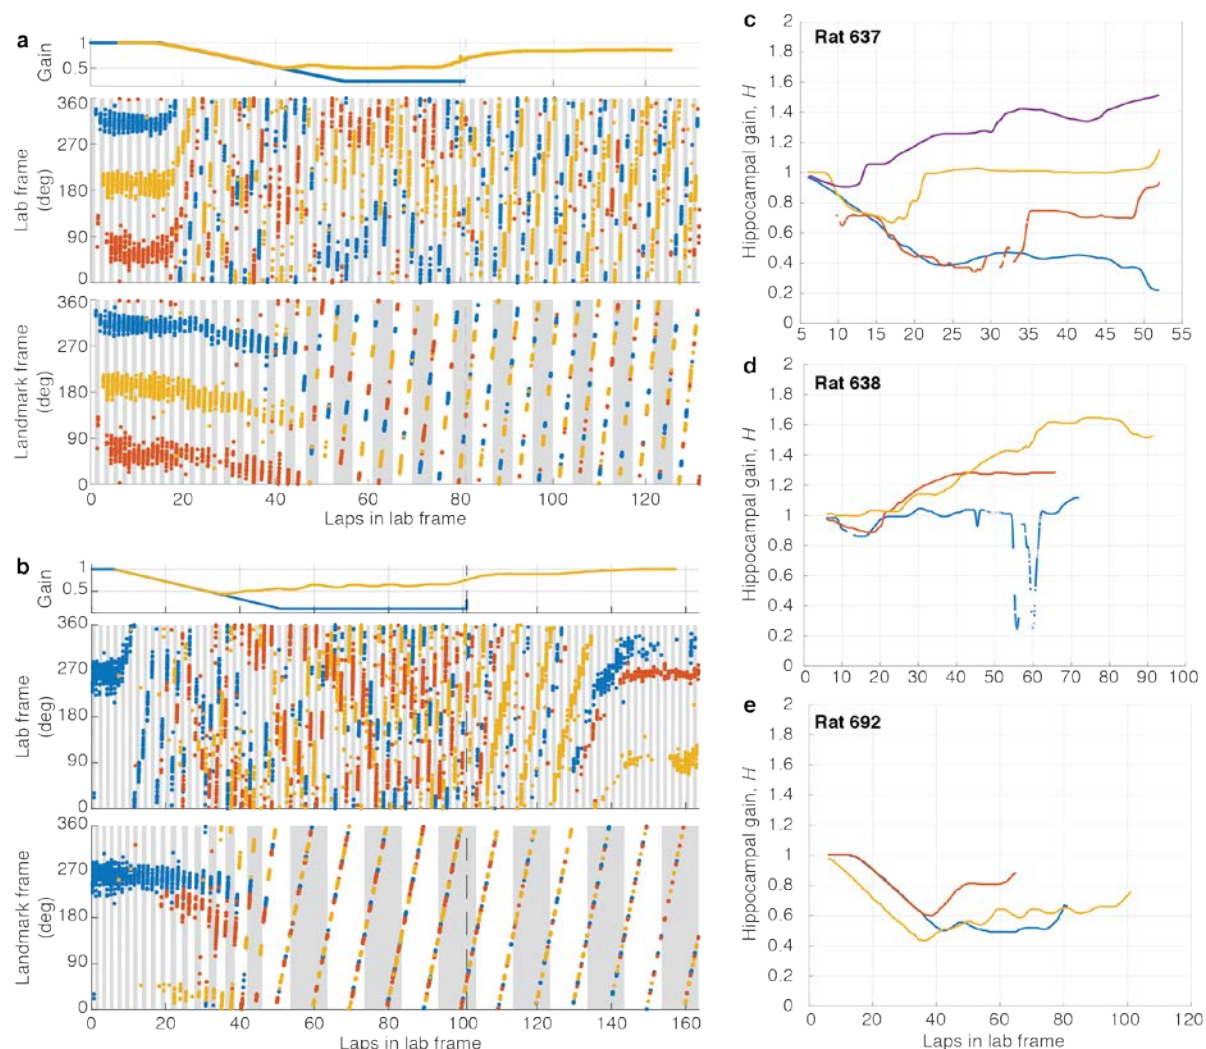 a
Gain
1
0.5
Lab frame
(deg)
360
270
180
90
0
Landmark frame
(deg)
360
270
180
90
0
0 20 40 60 80 100 120
Laps in lab frame
b
Gain
1
0.5
Lab frame
(deg)
360
270
180
90
0
Landmark frame
(deg)
360
270
180
90
0
0 20 40 60 80 100 120 140 160
Laps in lab frame
c
Rat 637
Hippocampal gain, H
2
1.8
1.6
1.4
1.2
1
0.8
0.6
0.4
0.2
0
5 10 15 20 25 30 35 40 45 50 55
d
Rat 638
Hippocampal gain, H
2
1.8
1.6
1.4
1.2
1
0.8
0.6
0.4
0.2
0
0 10 20 30 40 50 60 70 80 90 100
e
Rat 692
Hippocampal gain, H
2
1.8
1.6
1.4
1.2
1
0.8
0.6
0.4
0.2
0
0 20 40 60 80 100 120
Laps in lab frame